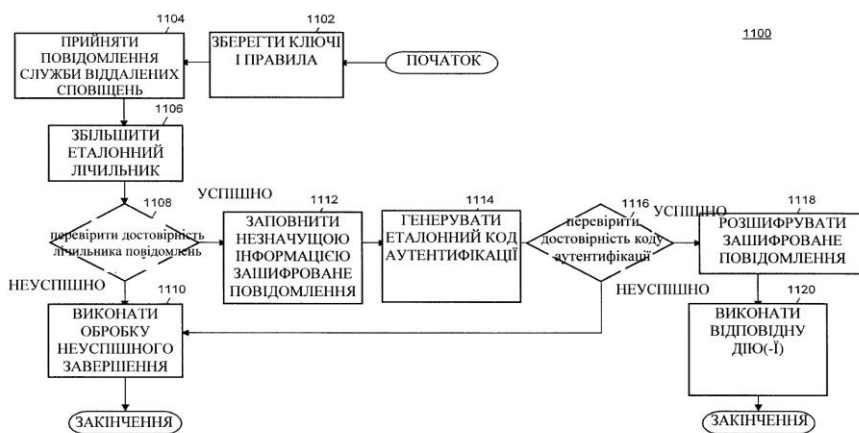 1100
ПОЧАТОК
1102
ЗБЕРЕГТИ КЛЮЧІ
І ПРАВИЛА
1104
ПРИЙНЯТИ
ПОВІДОМЛЕННЯ
СЛУЖБИ ВІДДАЛЕНИХ
СПОВІЩЕНЬ
1106
ЗБІЛЬШИТИ
ЕТАЛОННИЙ
ЛІЧИЛЬНИК
1108
перевірити достовірність
лічильника повідомлень
УСПІШНО
НЕУСПІШНО
1110
ВИКОНАТИ
ОБРОБКУ
НЕУСПІШНОГО
ЗАВЕРШЕННЯ
ЗАКІНЧЕННЯ
1112
ЗАПОВНИТИ
НЕЗНАЧУЩОЮ
ІНФОРМАЦІЄЮ
ЗАШИФРОВАНЕ
ПОВІДОМЛЕННЯ
1114
ГЕНЕРУВАТИ
ЕТАЛОННИЙ КОД
АУТЕНТИФІКАЦІЇ
1116
перевірити
достовірність коду
аутентифікації
УСПІШНО
НЕУСПІШНО
1118
РОЗШИФРУВАТИ
ЗАШИФРОВАНЕ
ПОВІДОМЛЕННЯ
1120
ВИКОНАТИ
ВІДПОВІДНУ
ДІЮ(-Ї)
ЗАКІНЧЕННЯ